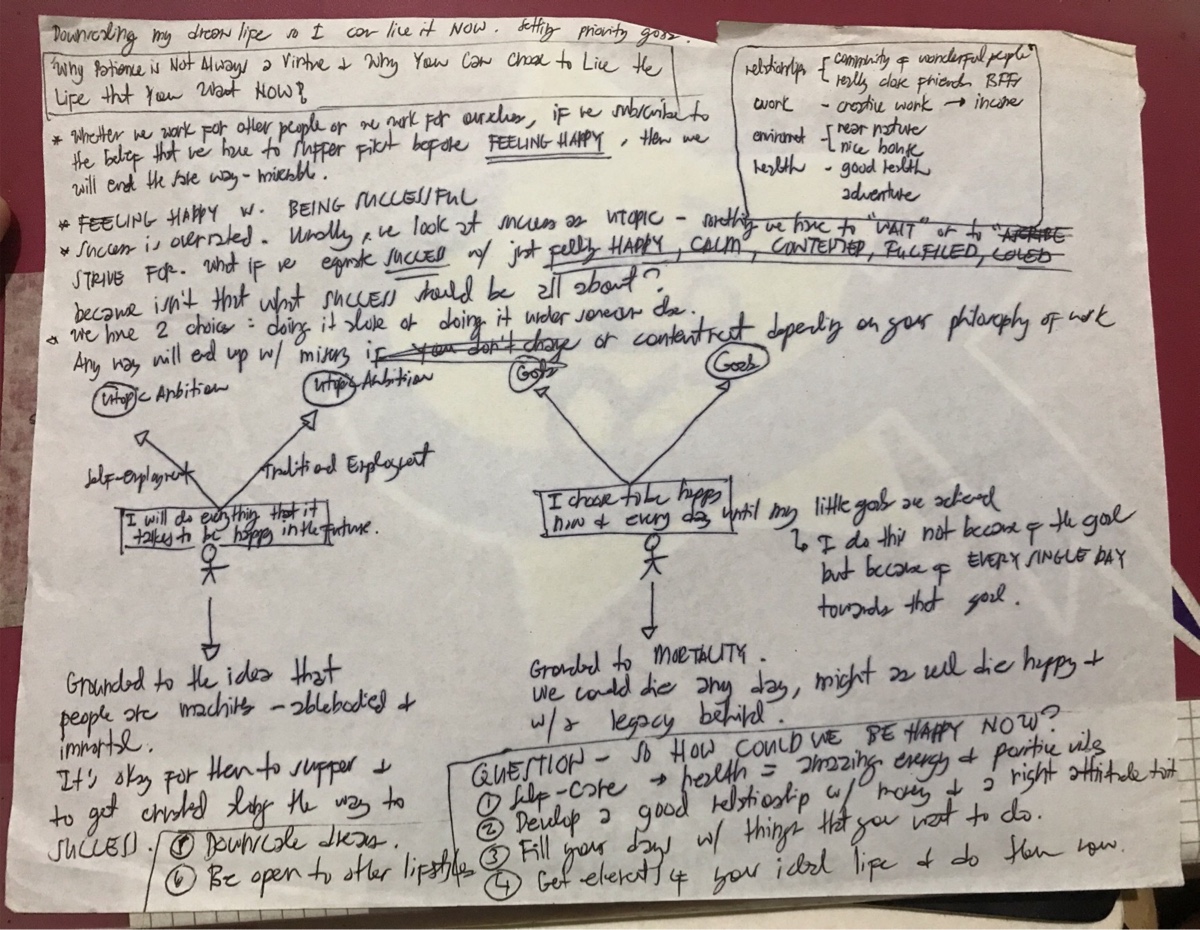 Downscaling my dream life so I can live it NOW. Setting priority goals.
Why Patience is Not Always a Virtue + Why You Can Choose to Live the
Life that You Want NOW?
relationships - community of wonderful people
really close friends BFFs
work - creative work → income
near nature
nice house
health - good health
adventure
* Whether we work for other people or we work for ourselves, if we subscribe to
the belief that we have to suffer first before FEELING HAPPY, then we
will end the same way - miserable.
* FEELING HAPPY vs. BEING SUCCESSFUL
* Success is overrated. Usually, we look at success as utopic - something we have to "WAIT" or to
STRIVE FOR. What if we equate SUCCESS w/ just feeling HAPPY, CALM, CONTENTED, FULFILLED, LOVED
because isn't that what SUCCESS should be all about?
* We have 2 choices: doing it alone or doing it under someone else.
Any way will end up w/ misery if you don't change or contentment depending on your philosophy of work
Utopic Ambition
Utopic Ambition
Goals
Goals
Self-employment
Traditional Employment
I will do everything that it
takes to be happy in the future.
I choose to be happy
now & every day until my little goals are achieved
↳ I do this not because of the goal
but because of EVERY SINGLE DAY
towards that goal.
Grounded to the idea that
people are machines - ablebodied +
immortal.
It's okay for them to suffer +
to get crushed along the way to
SUCCESS.
Grounded to MORTALITY.
We could die any day, might as well die happy +
w/ a legacy behind.
QUESTION - So HOW COULD WE BE HAPPY NOW?
① Self-Care → health = amazing energy + positive vibes
② Develop a good relationship w/ money + a right attitude to it
③ Fill your days w/ things that you want to do.
④ Get elements of your ideal life + do them now.
⑤ Downscale dreams.
⑥ Be open to other lifestyles